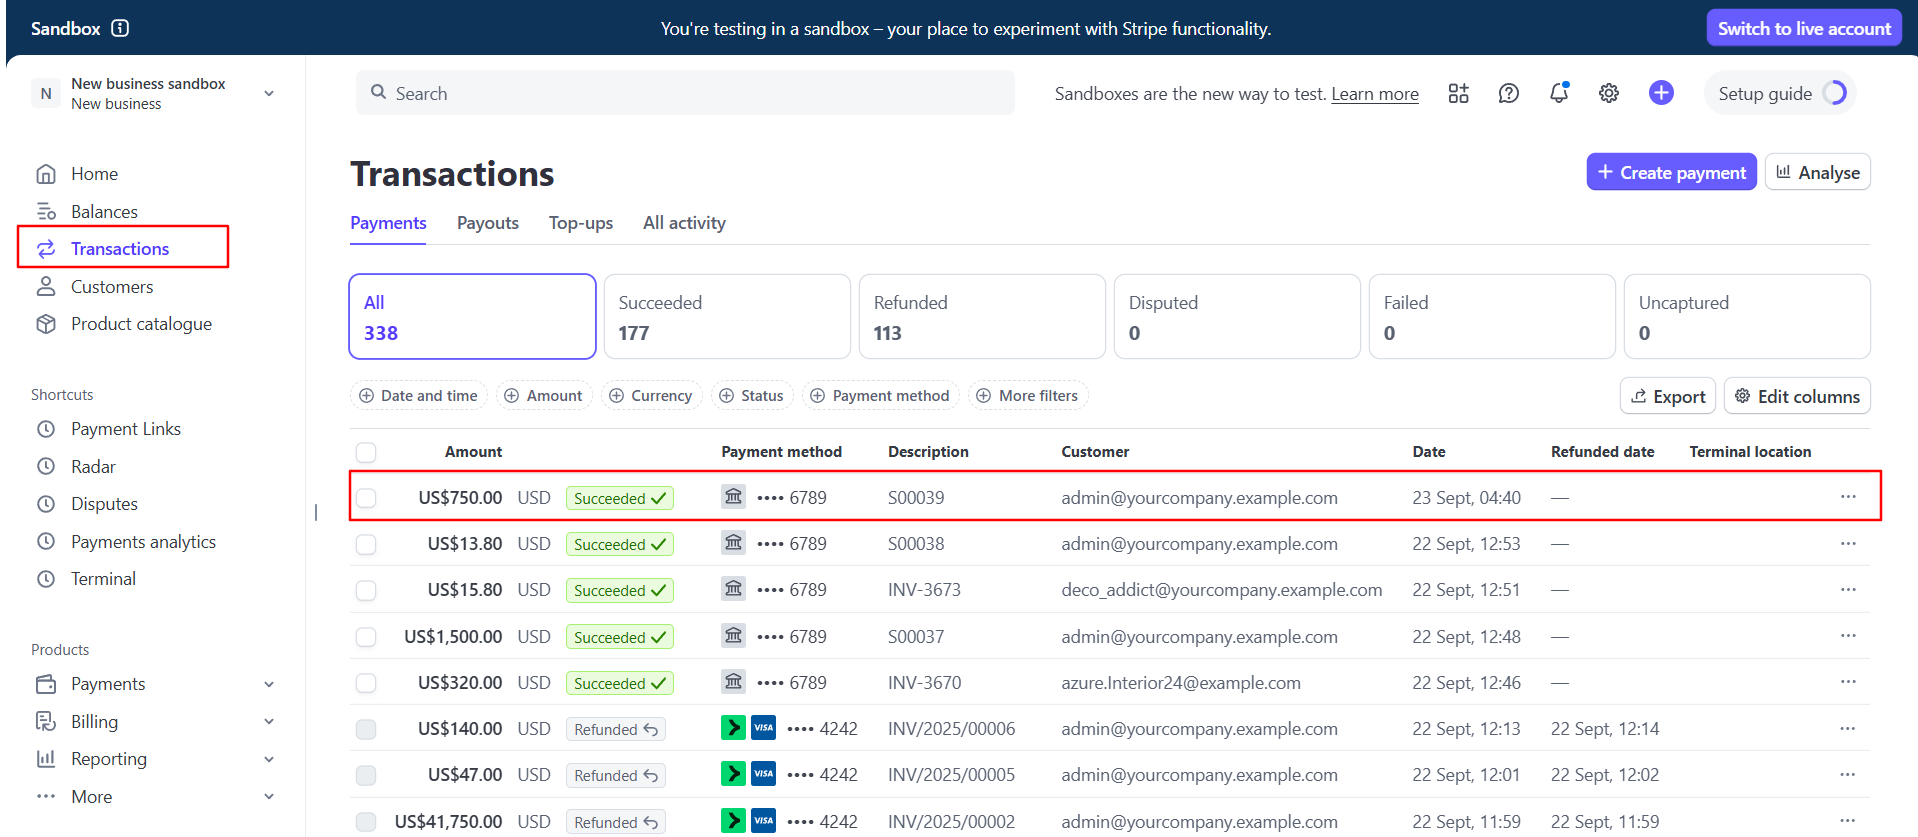 Sandbox
You're testing in a sandbox – your place to experiment with Stripe functionality.
Switch to live account
N
New business sandbox
New business
Search
Sandboxes are the new way to test. Learn more
Setup guide
Home
Balances
Transactions
Customers
Product catalogue
Shortcuts
Payment Links
Radar
Disputes
Payments analytics
Terminal
Products
Payments
Billing
Reporting
More
Transactions
Create payment
Analyse
Payments Payouts Top-ups All activity
All
338
Succeeded
177
Refunded
113
Disputed
0
Failed
0
Uncaptured
0
Date and time Amount Currency Status Payment method More filters
Export Edit columns
Amount Payment method Description Customer Date Refunded date Terminal location
US$750.00 USD Succeeded •••• 6789 S00039 admin@yourcompany.example.com 23 Sept, 04:40 —
US$13.80 USD Succeeded •••• 6789 S00038 admin@yourcompany.example.com 22 Sept, 12:53 —
US$15.80 USD Succeeded •••• 6789 INV-3673 deco_addict@yourcompany.example.com 22 Sept, 12:51 —
US$1,500.00 USD Succeeded •••• 6789 S00037 admin@yourcompany.example.com 22 Sept, 12:48 —
US$320.00 USD Succeeded •••• 6789 INV-3670 azure.Interior24@example.com 22 Sept, 12:46 —
US$140.00 USD Refunded VISA •••• 4242 INV/2025/00006 admin@yourcompany.example.com 22 Sept, 12:13 22 Sept, 12:14
US$47.00 USD Refunded VISA •••• 4242 INV/2025/00005 admin@yourcompany.example.com 22 Sept, 12:01 22 Sept, 12:02
US$41,750.00 USD Refunded VISA •••• 4242 INV/2025/00002 admin@yourcompany.example.com 22 Sept, 11:59 22 Sept, 11:59